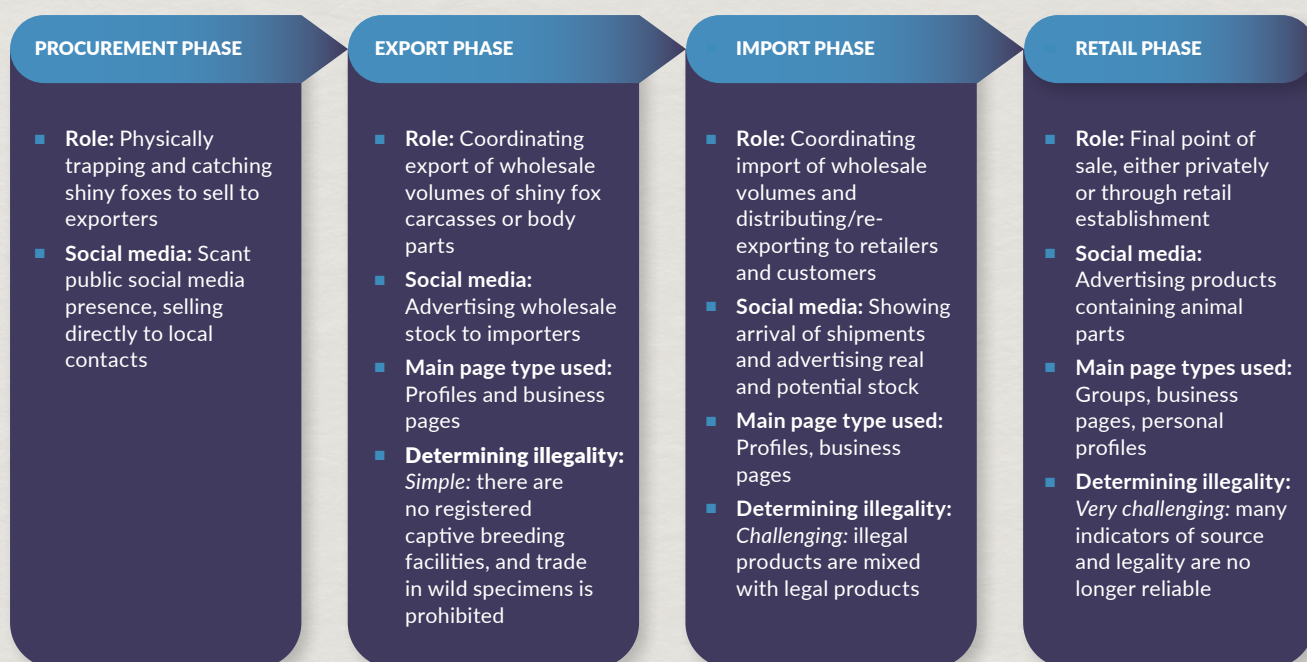 PROCUREMENT PHASE
Role: Physically
trapping and catching
shiny foxes to sell to
exporters
Social media: Scant
public social media
presence, selling
directly to local
contacts
EXPORT PHASE
Role: Coordinating
export of wholesale
volumes of shiny fox
carcasses or body
parts
Social media:
Advertising wholesale
stock to importers
Main page type used:
Profiles and business
pages
Determining illegality:
Simple: there are
no registered
captive breeding
facilities, and trade
in wild specimens is
prohibited
IMPORT PHASE
Role: Coordinating
import of wholesale
volumes and
distributing/re-
exporting to retailers
and customers
Social media: Showing
arrival of shipments
and advertising real
and potential stock
Main page type used:
Profiles, business
pages
Determining illegality:
Challenging: illegal
products are mixed
with legal products
RETAIL PHASE
Role: Final point of
sale, either privately
or through retail
establishment
Social media:
Advertising products
containing animal
parts
Main page types used:
Groups, business
pages, personal
profiles
Determining illegality:
Very challenging: many
indicators of source
and legality are no
longer reliable